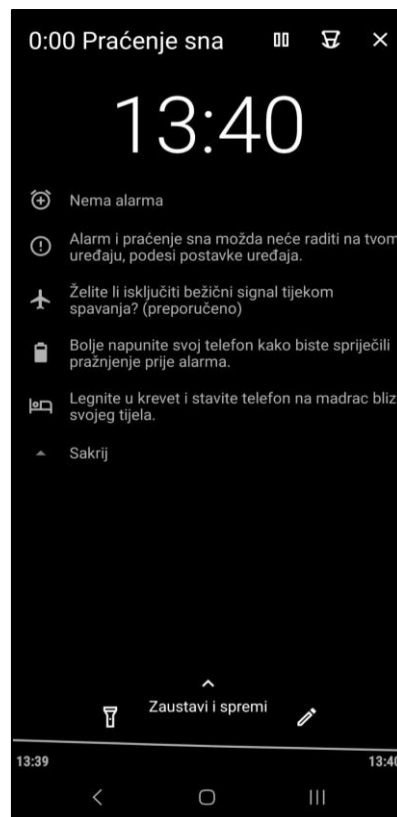 0:00 Praćenje sna
13:40
Nema alarma
Alarm i praćenje sna možda neće raditi na tvom
uređaju, podesi postavke uređaja.
Želite li isključiti bežični signal tijekom
spavanja? (preporučeno)
Bolje napunite svoj telefon kako biste spriječili
pražnjenje prije alarma.
Legnite u krevet i stavite telefon na madrac bliz
svojeg tijela.
Sakrij
Zaustavi i spremi
13:39 13:40